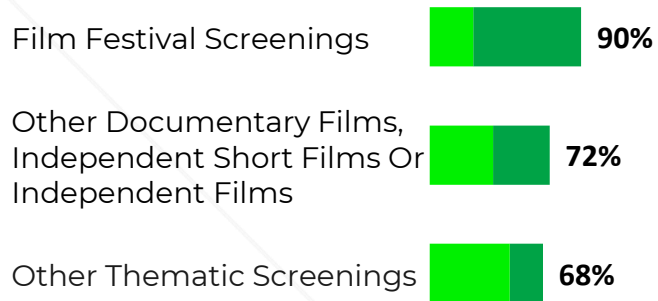 Film Festival Screenings 90%
Other Documentary Films,
Independent Short Films Or
Independent Films 72%
Other Thematic Screenings 68%